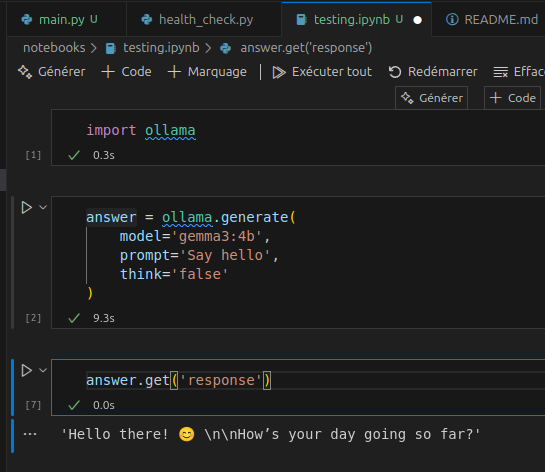 main.py U
health_check.py
testing.ipynb U ●
README.md
notebooks > testing.ipynb > answer.get('response')
Générer + Code + Marquage | Exécuter tout Redémarrer
Générer + Code
import ollama
[1] ✓ 0.3s
answer = ollama.generate(
    model='gemma3:4b',
    prompt='Say hello',
    think='false'
)
[2] ✓ 9.3s
answer.get('response')
[7] ✓ 0.0s
... 'Hello there! 😊 \n\nHow’s your day going so far?'